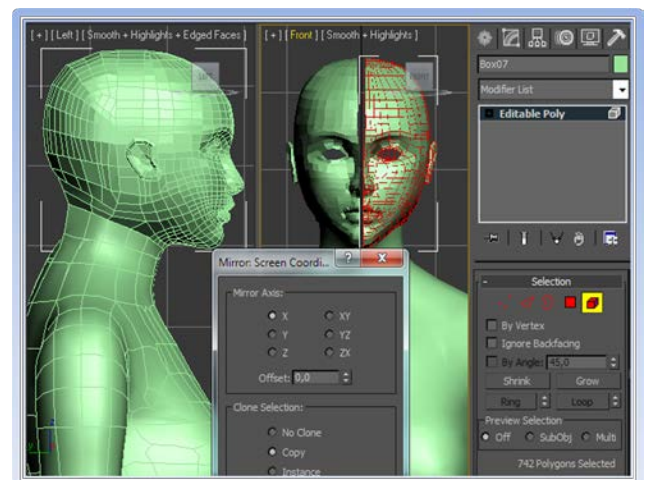 [ + ] [ Left ] [ Smooth + Highlights + Edged Faces ]
[ + ] [ Front ] [ Smooth + Highlights ]
LEFT
FRONT
Box07
Modifier List
Editable Poly
Mirror: Screen Coordi...
Mirror Axis:
X XY
Y YZ
Z ZX
Offset: 0,0
Clone Selection:
No Clone
Copy
Instance
- Selection
By Vertex
Ignore Backfacing
By Angle: 45,0
Shrink Grow
Ring Loop
Preview Selection
Off SubObj Multi
742 Polygons Selected